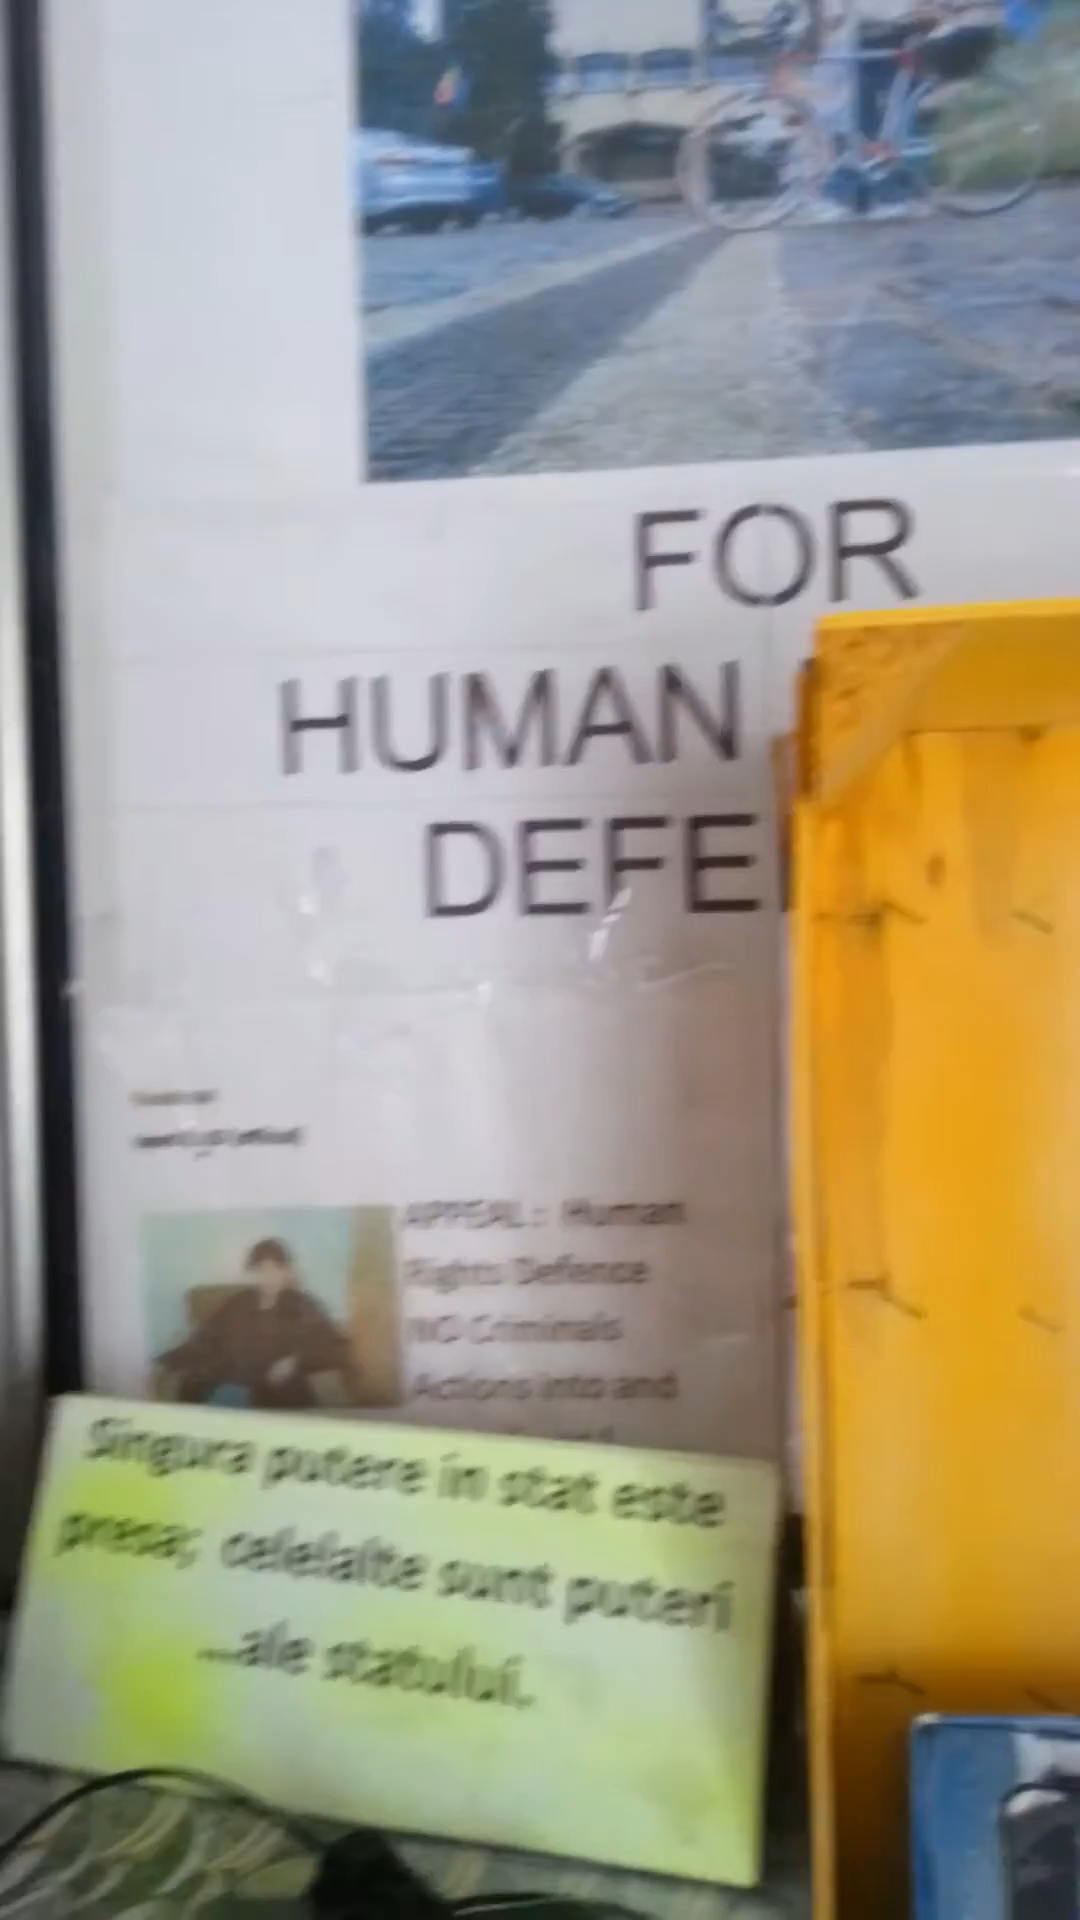 FOR
HUMAN
DEFE
APPEAL: Human
Rights Defence
NO Criminals
Actions into and
Singura putere in stat este
presa; celelalte sunt puteri
...ale statului.